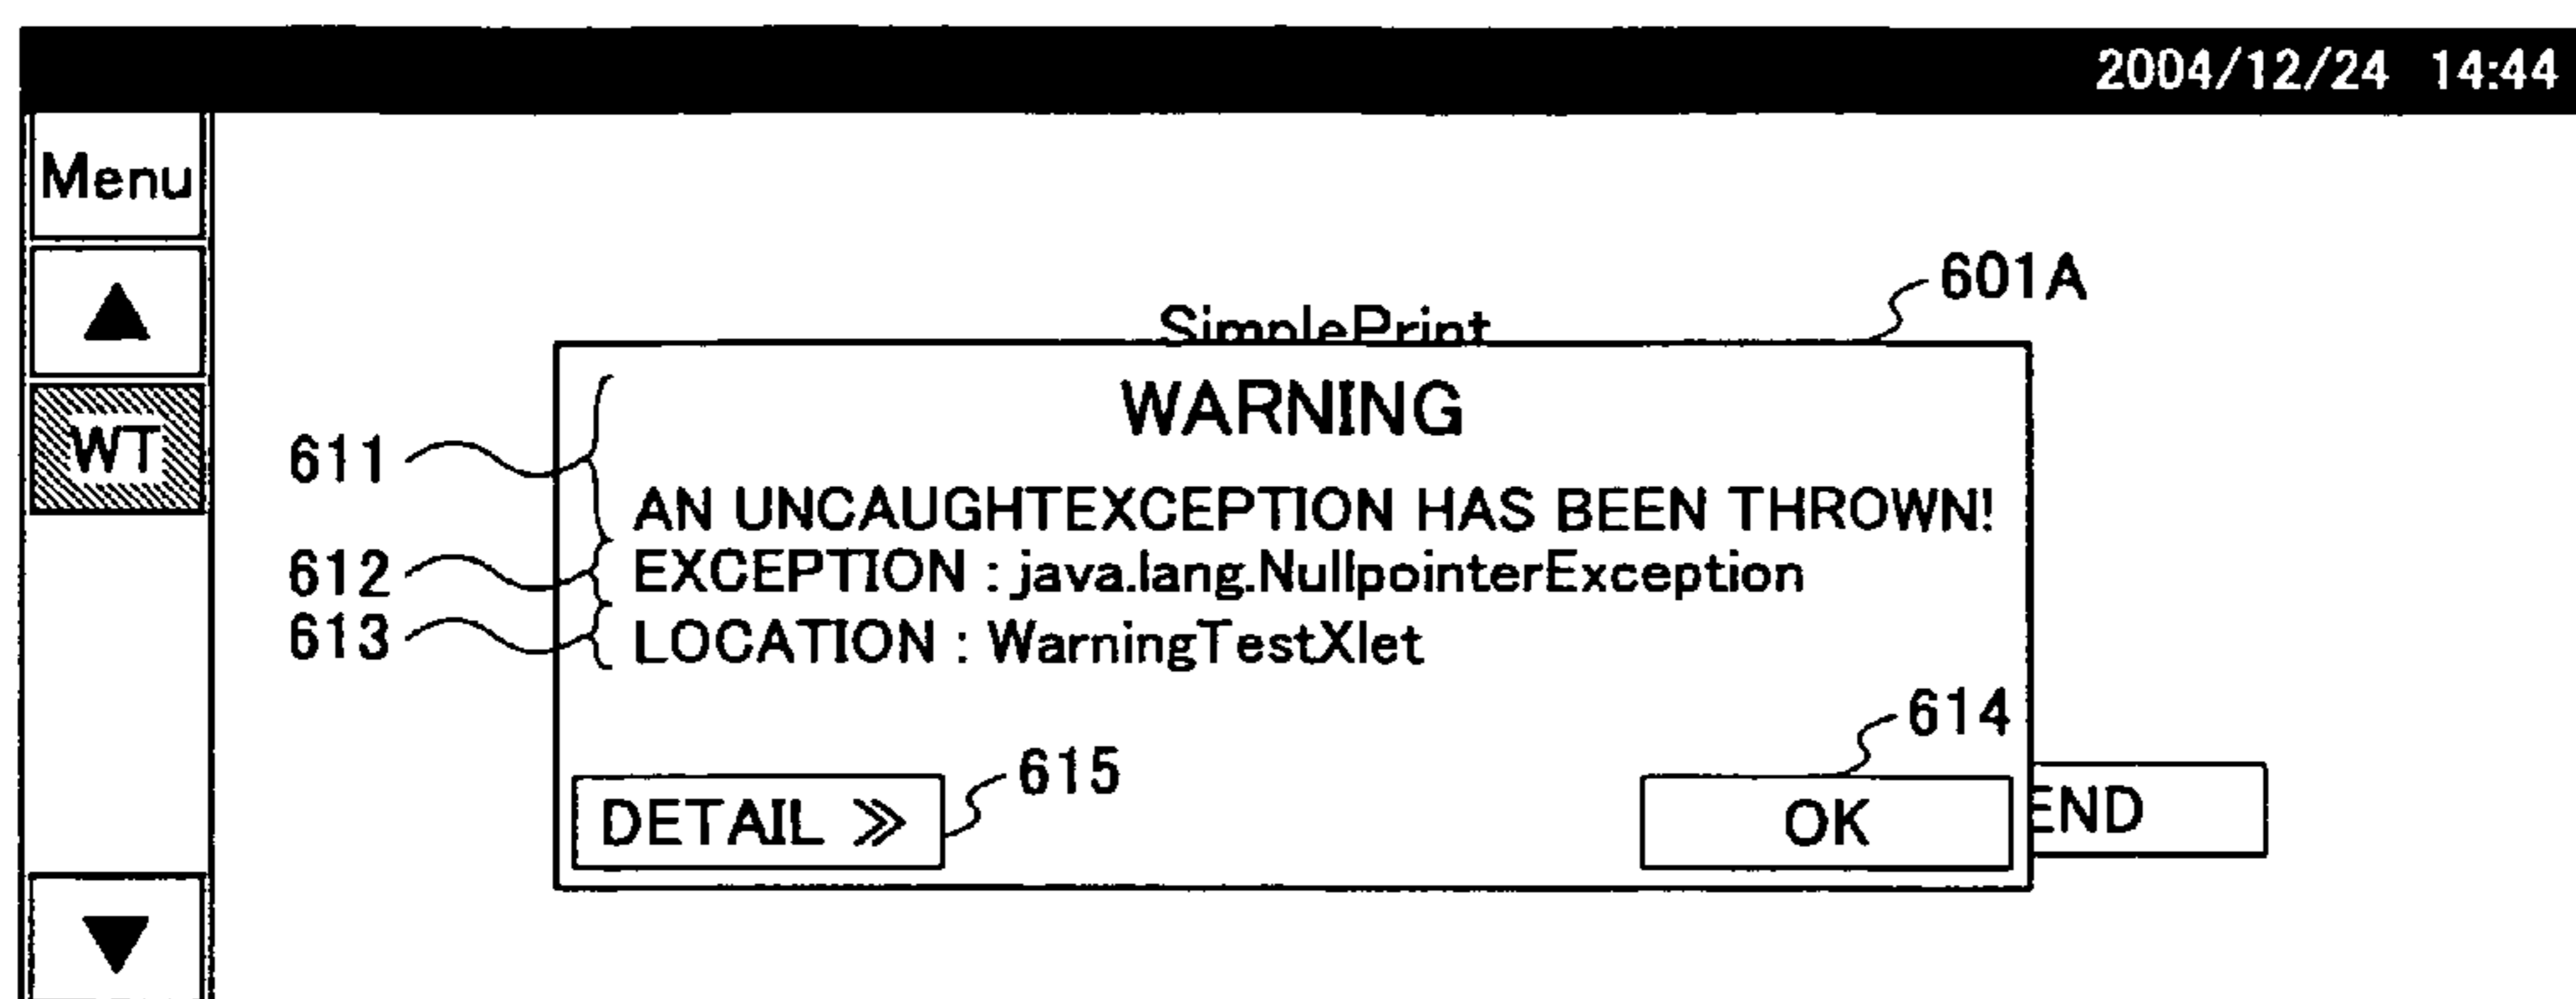 2004/12/24 14:44
Menu
▲
601A
SimplePrint
WARNING
WT
611
AN UNCAUGHTEXCEPTION HAS BEEN THROWN!
612
EXCEPTION : java.lang.NullpointerException
613
LOCATION : WarningTestXlet
614
615
DETAIL ≫
OK
END
▼